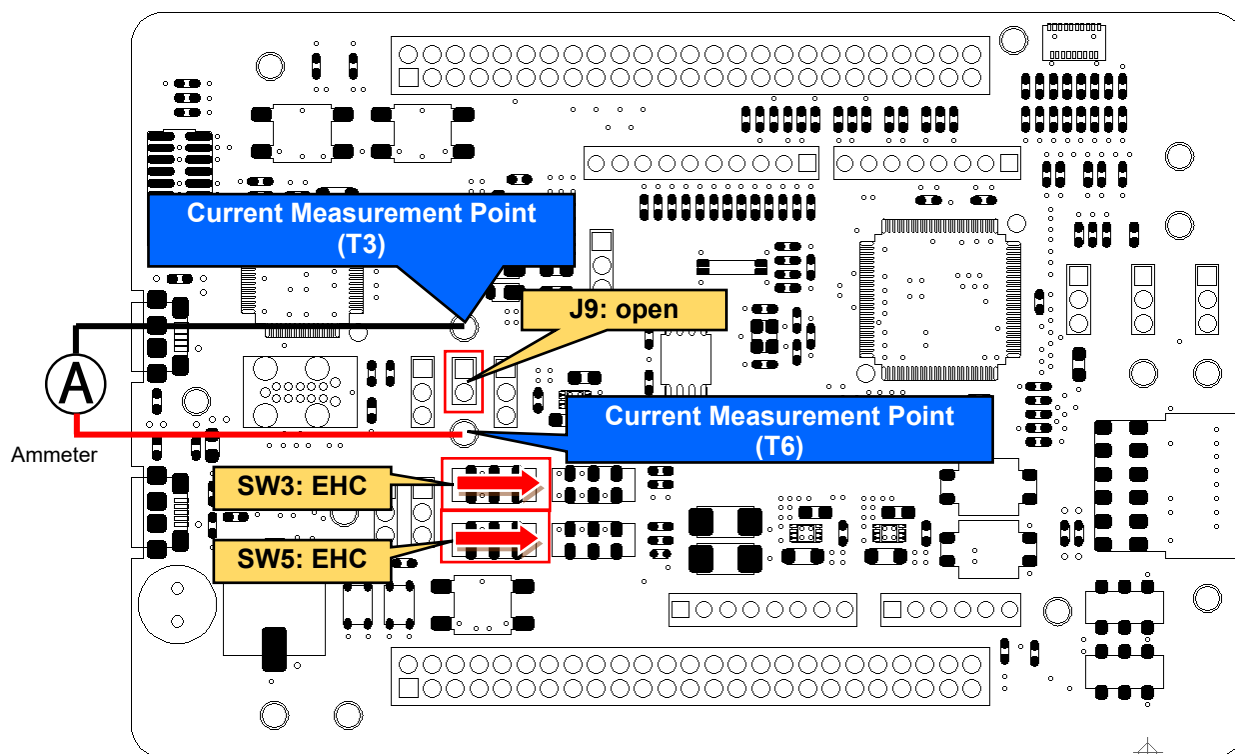 Current Measurement Point
(T3)
J9: open
A
Current Measurement Point
(T6)
Ammeter
SW3: EHC
SW5: EHC